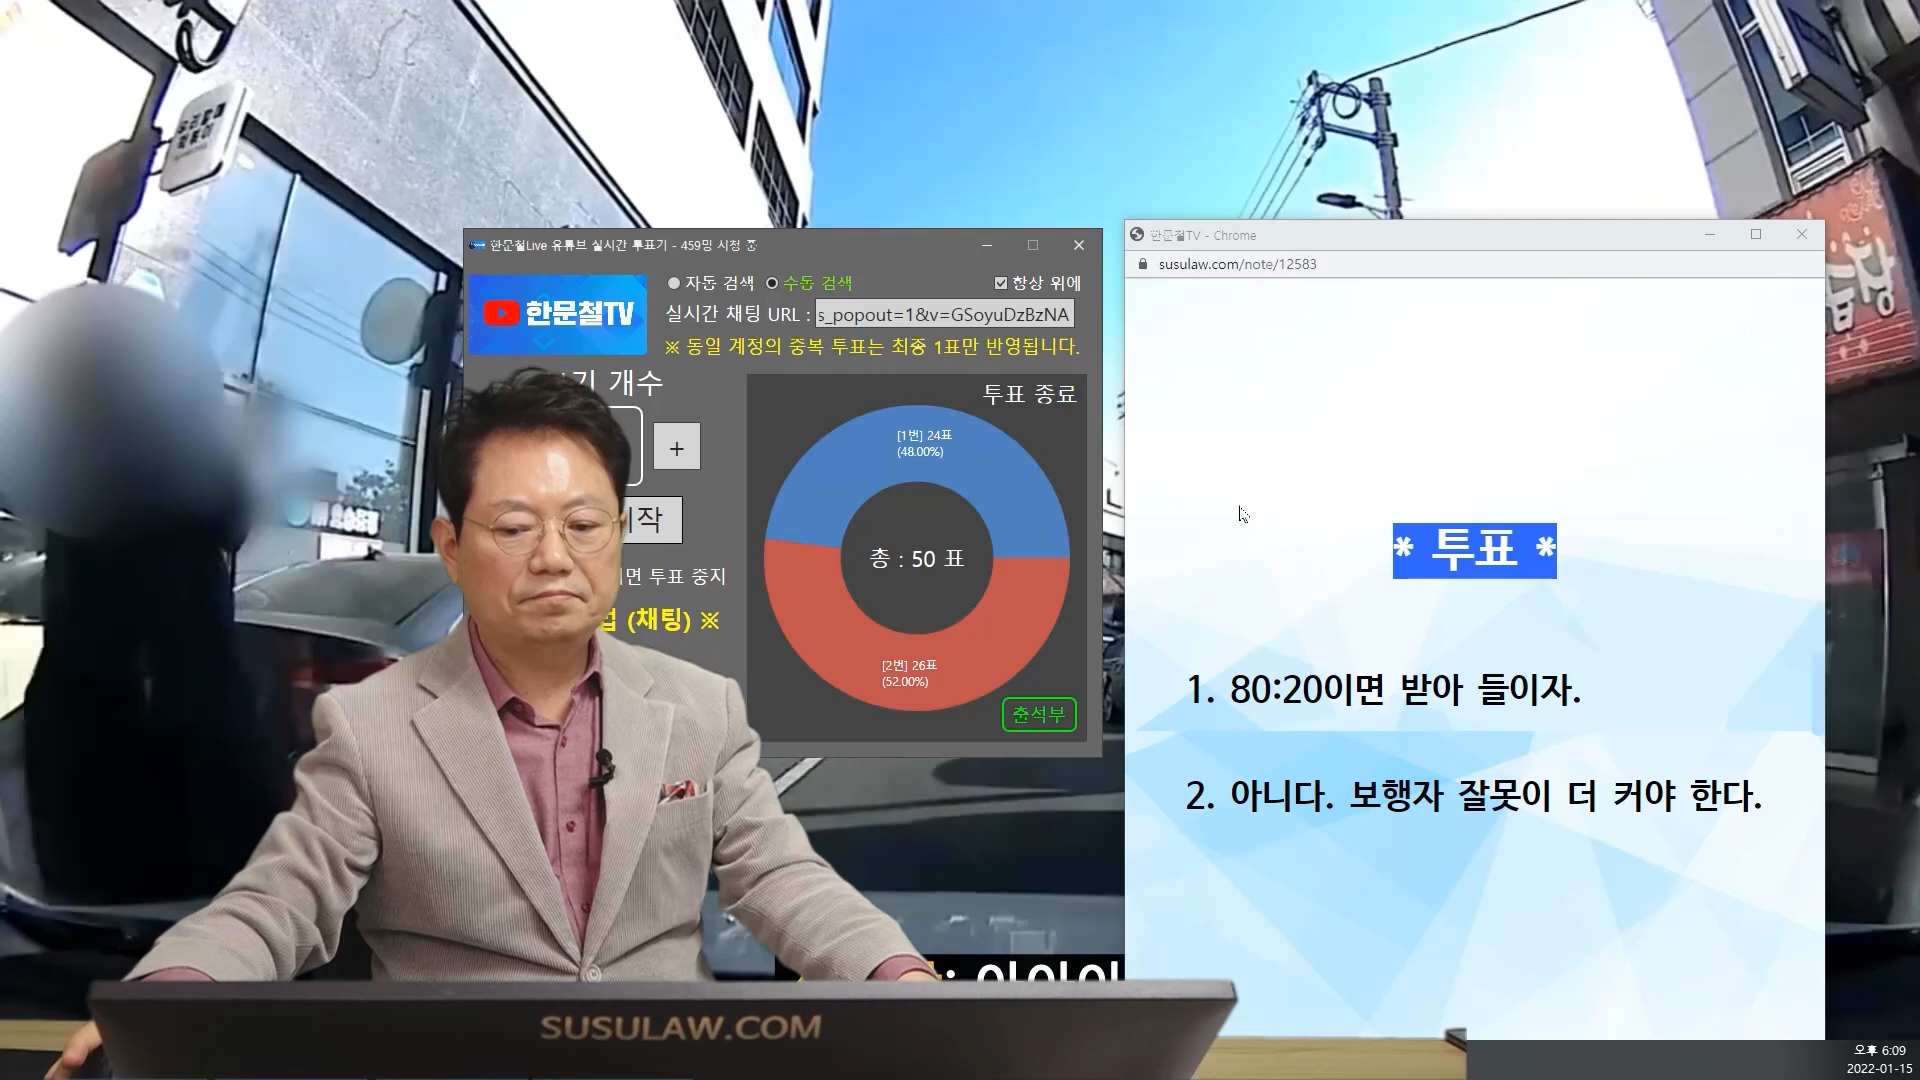 한문철Live 유튜브 실시간 투표기 - 459명 시청 중
한문철TV
자동 검색 수동 검색
항상 위에
실시간 채팅 URL : s_popout=1&v=GSoyuDzBzNA
※ 동일 계정의 중복 투표는 최종 1표만 반영됩니다.
개수
+
면 투표 중지
(채팅) ※
투표 종료
[1번] 24표
(48.00%)
총 : 50 표
[2번] 26표
(52.00%)
출석부
한문철TV - Chrome
susulaw.com/note/12583
* 투표 *
1. 80:20이면 받아 들이자.
2. 아니다. 보행자 잘못이 더 커야 한다.
SUSULAW.COM
오후 6:09
2022-01-15